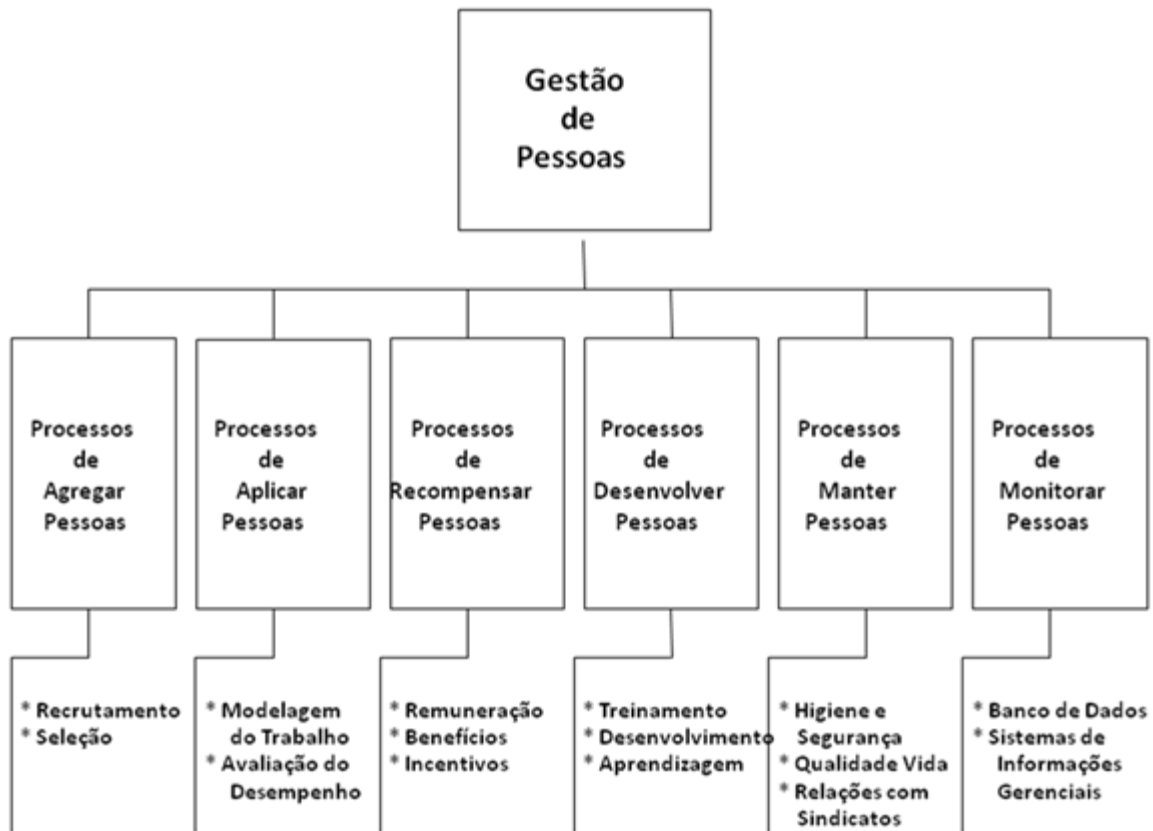 Gestão
de
Pessoas
Processos
de
Agregar
Pessoas
Processos
de
Aplicar
Pessoas
Processos
de
Recompensar
Pessoas
Processos
de
Desenvolver
Pessoas
Processos
de
Manter
Pessoas
Processos
de
Monitorar
Pessoas
* Recrutamento
* Seleção
* Modelagem
do Trabalho
* Avaliação do
Desempenho
* Remuneração
* Benefícios
* Incentivos
* Treinamento
* Desenvolvimento
* Aprendizagem
* Higiene e
Segurança
* Qualidade Vida
* Relações com
Sindicatos
* Banco de Dados
* Sistemas de
Informações
Gerenciais